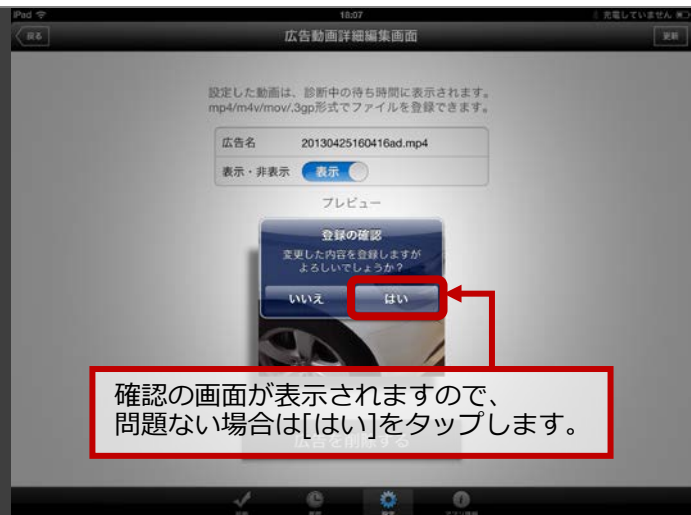 iPad
18:07
充電していません
戻る
広告動画詳細編集画面
更新
設定した動画は、診断中の待ち時間に表示されます。
mp4/m4v/mov/.3gp形式でファイルを登録できます。
広告名 20130425160416ad.mp4
表示・非表示 表示
プレビュー
登録の確認
変更した内容を登録しますが
よろしいでしょうか?
いいえ はい
確認の画面が表示されますので、
問題ない場合は[はい]をタップします。
広告を削除する